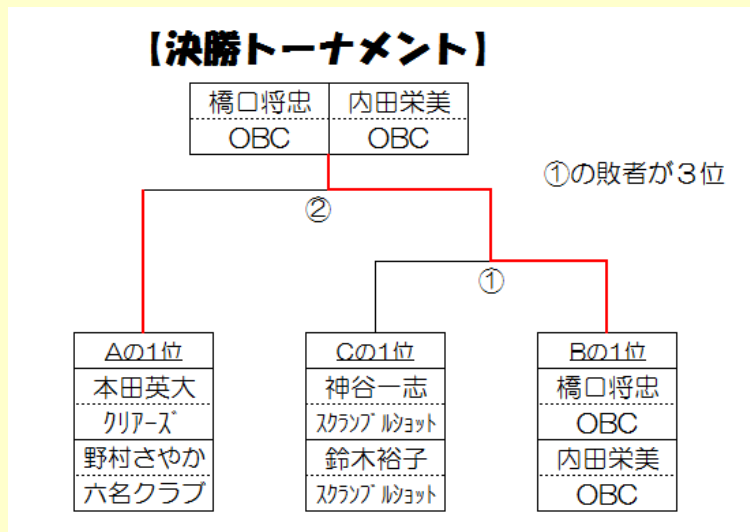 【決勝トーナメント】
橋口将忠 内田栄美
OBC OBC
①の敗者が３位
②
①
Aの1位 Cの1位 Bの1位
本田英大 神谷一志 橋口将忠
ｸﾘｱｰｽﾞ ｽｸﾗﾝﾌﾞﾙｼｮｯﾄ OBC
野村さやか 鈴木裕子 内田栄美
六名クラブ ｽｸﾗﾝﾌﾞﾙｼｮｯﾄ OBC